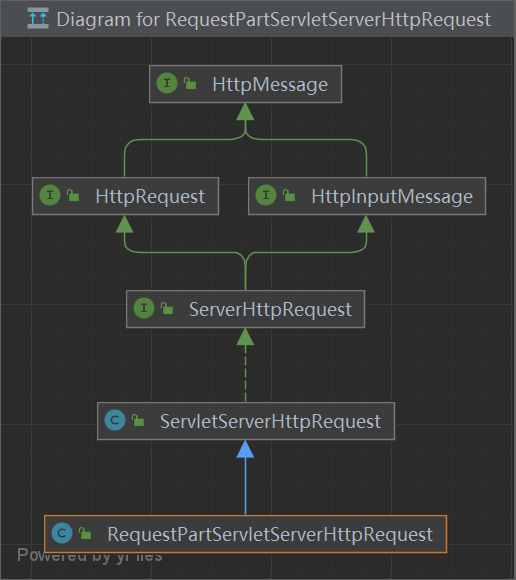 Diagram for RequestPartServletServerHttpRequest
I HttpMessage
I HttpRequest
I HttpInputMessage
I ServerHttpRequest
C ServletServerHttpRequest
C RequestPartServletServerHttpRequest
Powered by yFiles